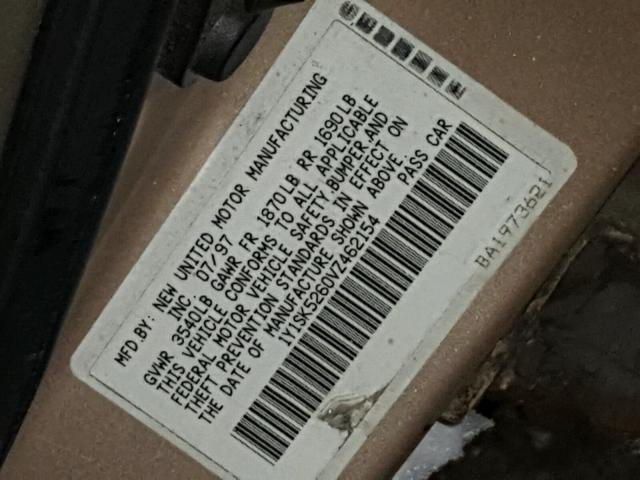 MFD.BY: NEW UNITED MOTOR MANUFACTURING
INC. 07/97
GVWR 3540LB GAWR FR 1870LB RR 1690LB
THIS VEHICLE CONFORMS TO ALL APPLICABLE
FEDERAL MOTOR VEHICLE SAFETY, BUMPER, AND
THEFT PREVENTION STANDARDS IN EFFECT ON
THE DATE OF MANUFACTURE SHOWN ABOVE.
1Y1SK52S0VZ462154 PASS CAR
BA1973621